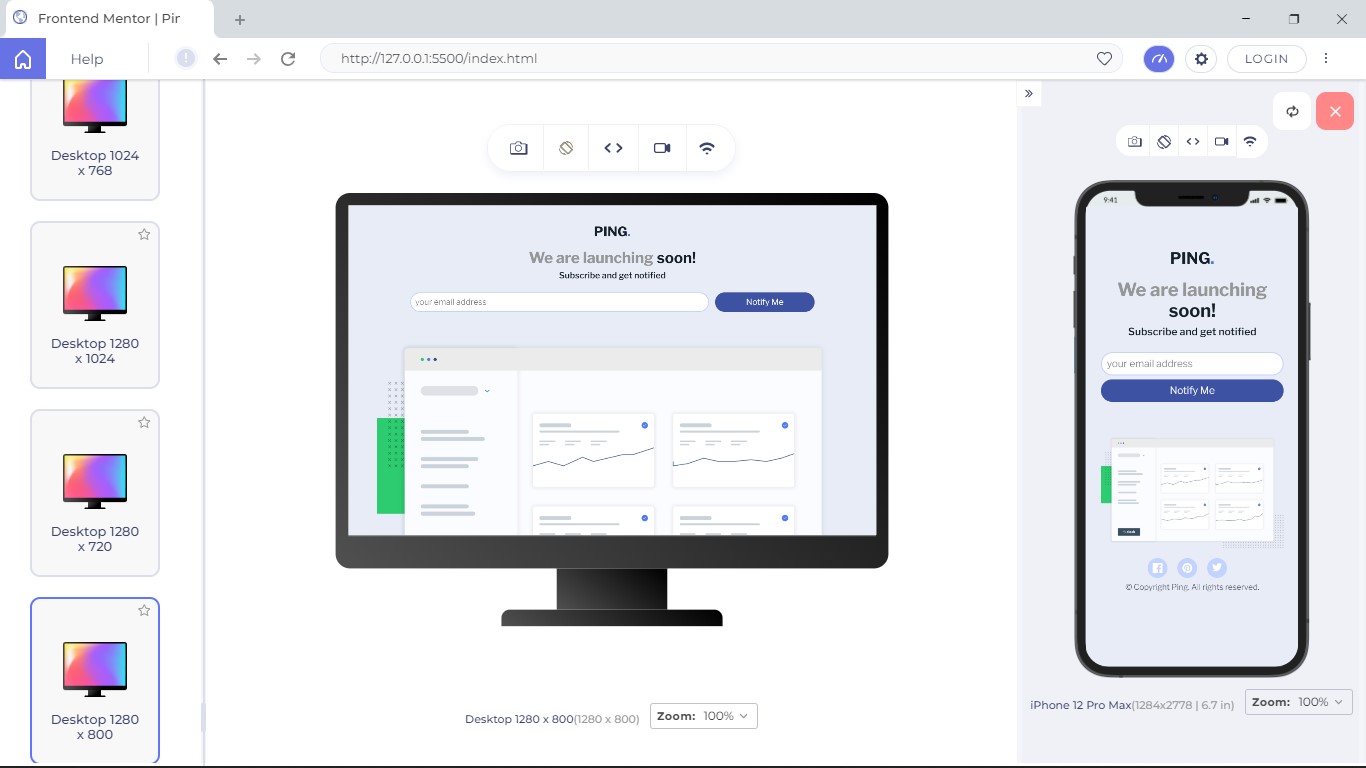 Frontend Mentor | Pir
Help
http://127.0.0.1:5500/index.html
LOGIN
Desktop 1024
x 768
Desktop 1280
x 1024
Desktop 1280
x 720
Desktop 1280
x 800
PING.
We are launching soon!
Subscribe and get notified
your email address
Notify Me
Desktop 1280 x 800(1280 x 800)
Zoom: 100%
9:41
PING.
We are launching
soon!
Subscribe and get notified
your email address
Notify Me
© Copyright Ping. All rights reserved.
iPhone 12 Pro Max(1284x2778 | 6.7 in)
Zoom: 100%